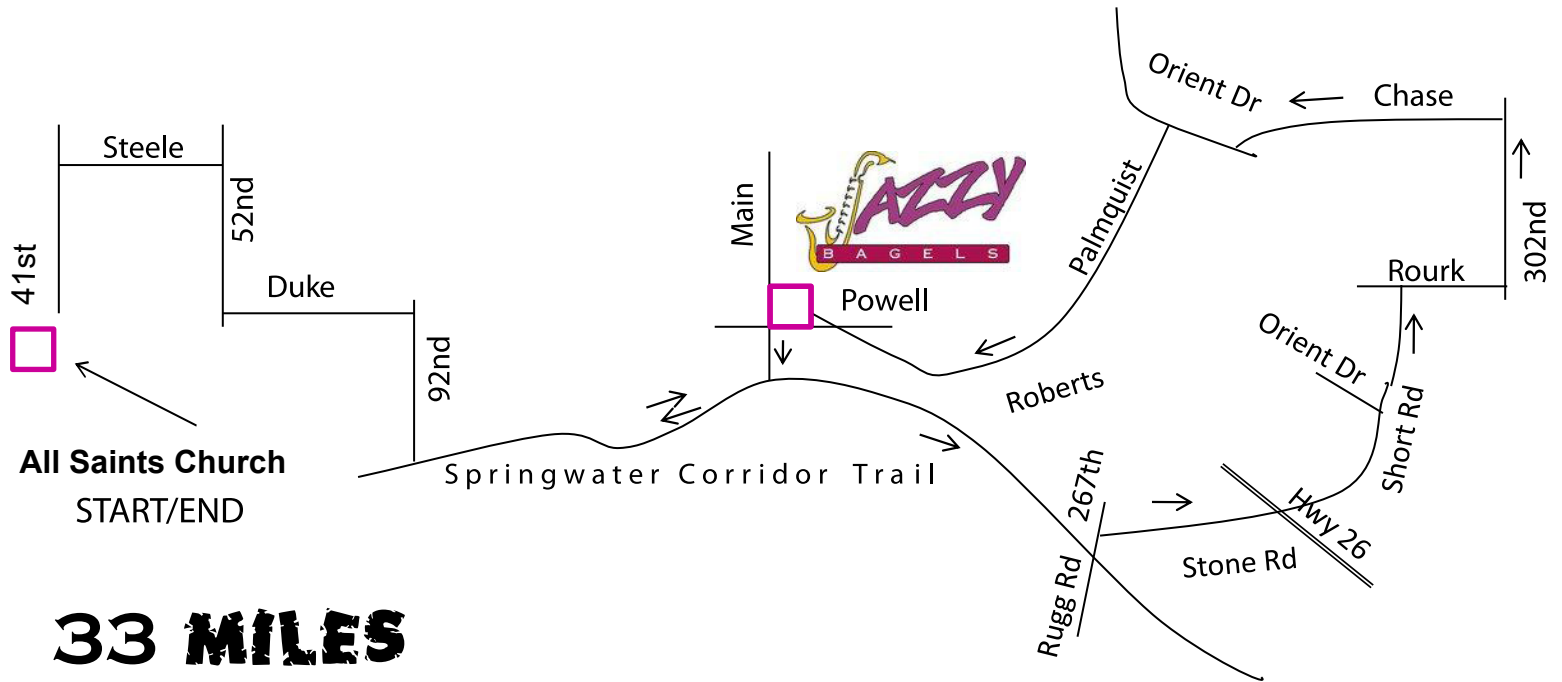 Orient Dr
Chase
Steele
52nd
Main
JAZZY
BAGELS
Palmquist
302nd
41st
Duke
Powell
Rourk
92nd
Roberts
Orient Dr
Short Rd
All Saints Church
START/END
Springwater Corridor Trail
267th
Hwy 26
Rugg Rd
Stone Rd
33 MILES